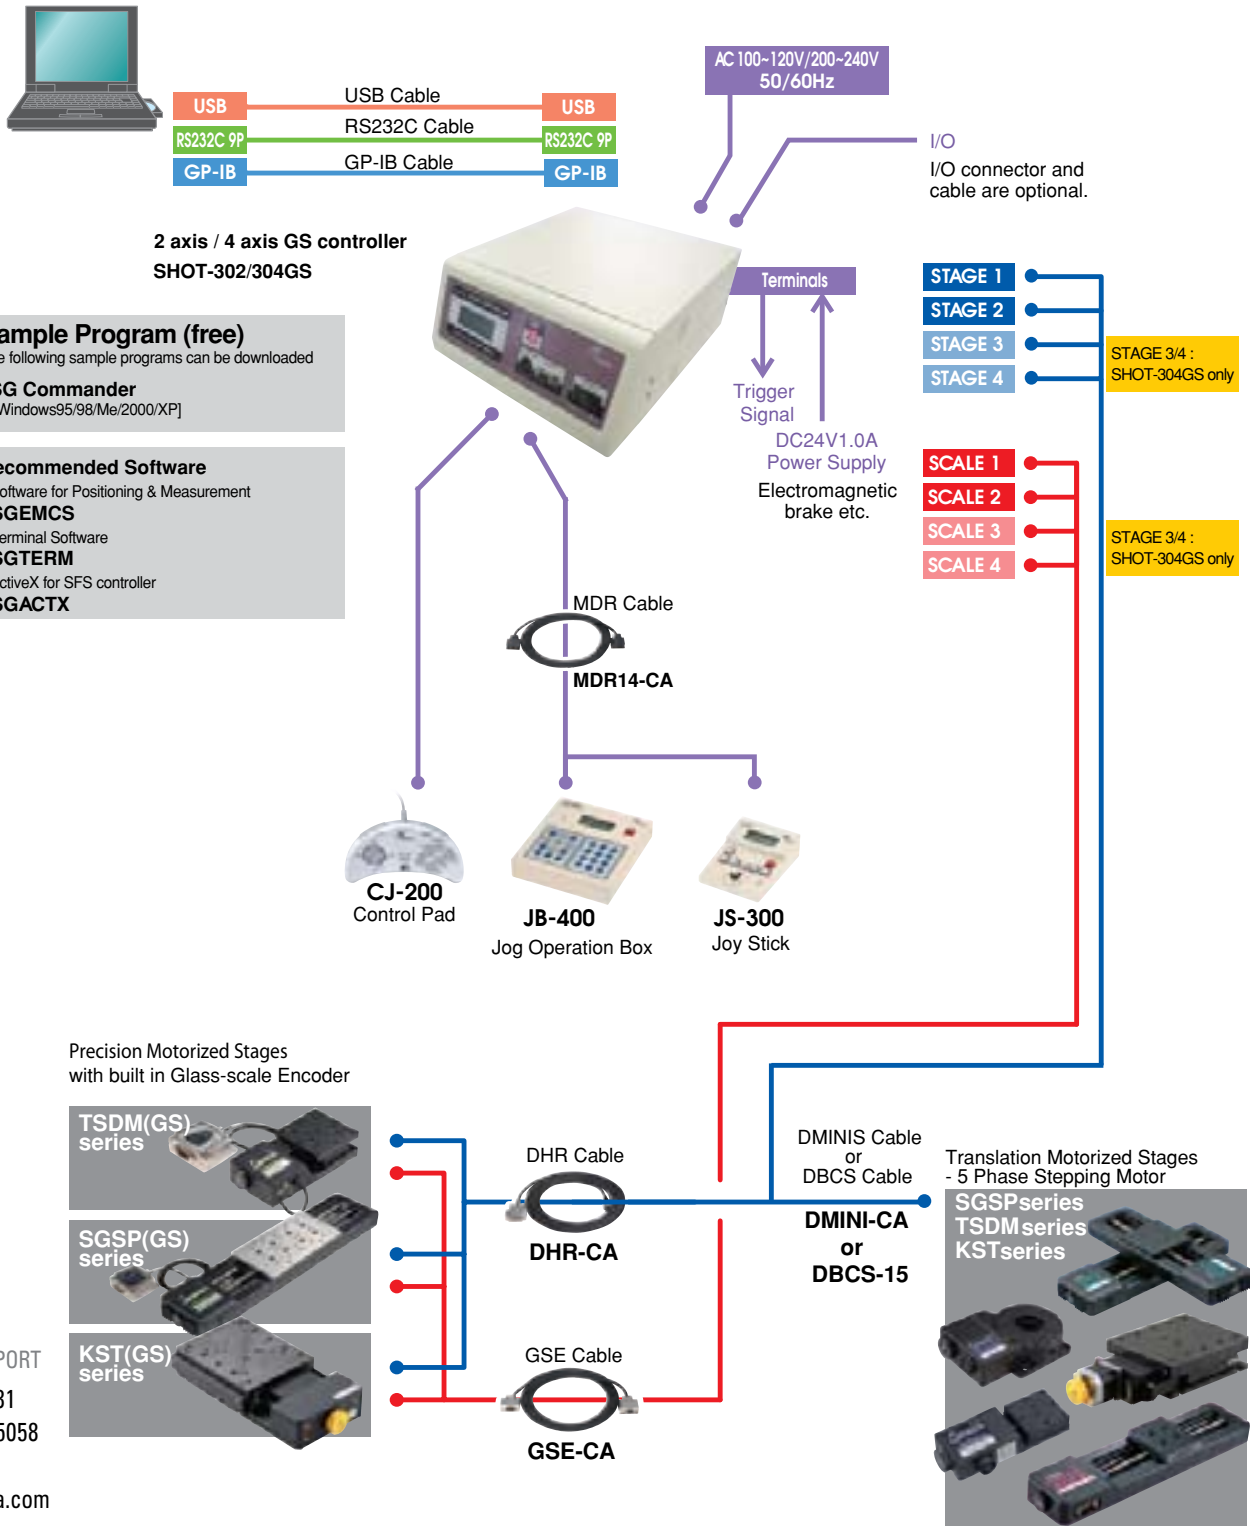 AC 100~120V/200~240V
50/60Hz
USB
USB Cable
USB
RS232C 9P
RS232C Cable
RS232C 9P
GP-IB
GP-IB Cable
GP-IB
I/O
I/O connector and
cable are optional.
2 axis / 4 axis GS controller
SHOT-302/304GS
Terminals
Trigger
Signal
DC24V1.0A
Power Supply
Electromagnetic
brake etc.
STAGE 1
STAGE 2
STAGE 3
STAGE 4
STAGE 3/4 :
SHOT-304GS only
SCALE 1
SCALE 2
SCALE 3
SCALE 4
STAGE 3/4 :
SHOT-304GS only
ample Program (free)
e following sample programs can be downloaded
SG Commander
Windows95/98/Me/2000/XP]
ecommended Software
oftware for Positioning & Measurement
SGEMCS
erminal Software
SGTERM
ctiveX for SFS controller
SGACTX
MDR Cable
MDR14-CA
CJ-200
Control Pad
JB-400
Jog Operation Box
JS-300
Joy Stick
Precision Motorized Stages
with built in Glass-scale Encoder
TSDM(GS)
series
SGSP(GS)
series
KST(GS)
series
DHR Cable
DHR-CA
GSE Cable
GSE-CA
DMINIS Cable
or
DBCS Cable
DMINI-CA
or
DBCS-15
Translation Motorized Stages
- 5 Phase Stepping Motor
SGSPseries
TSDM series
KSTseries
PORT
31
5058
a.com